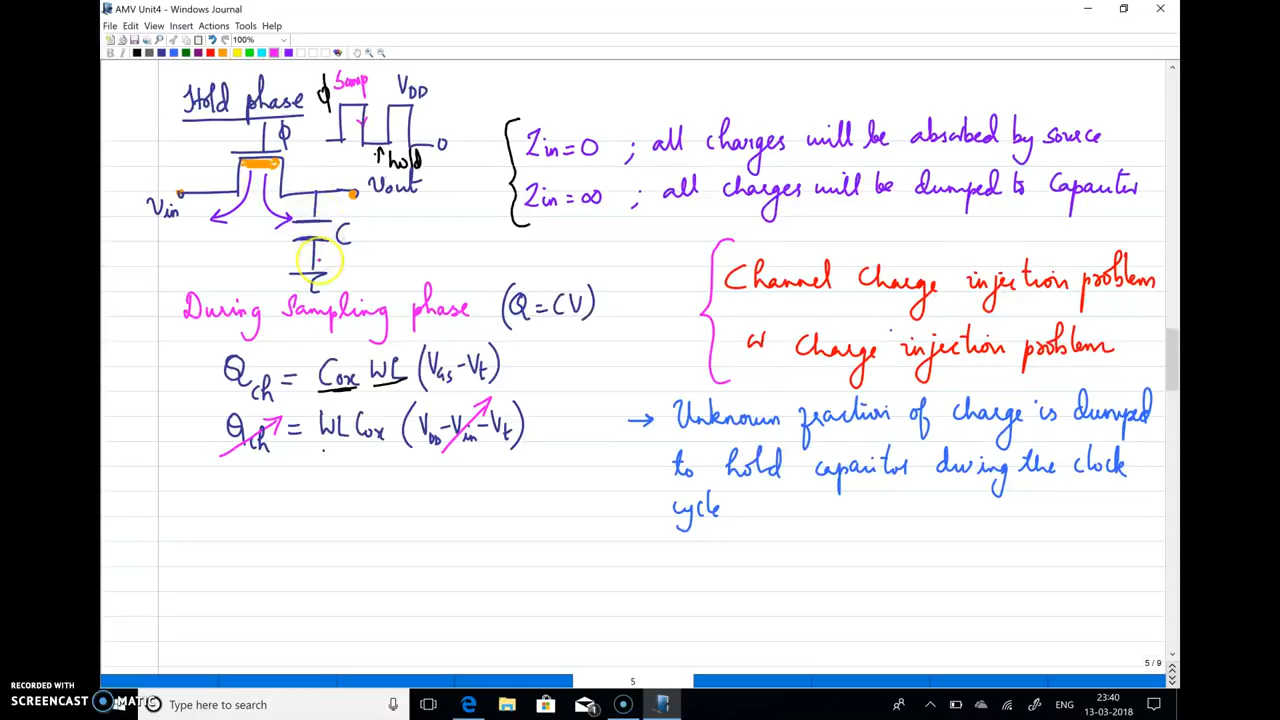 AMV Unit4 - Windows Journal
File Edit View Insert Actions Tools Help
100%
Hold phase
ϕ
Samp
VDD
0
hold
ϕ
Vin
Vout
C
Zin=0 ; all charges will be absorbed by source
Zin=∞ ; all charges will be dumped to Capacitor
During Sampling phase (Q=CV)
Qch = Cox WL (VGS-Vt)
Qch = WL Cox (VDD-Vin-Vt)
Channel Charge injection problem
or Charge injection problem
→ Unknown fraction of charge is dumped
to hold capacitor during the clock
cycle
5 / 9
5
RECORDED WITH
SCREENCAST MATIC
Type here to search
ENG
23:40
13-03-2018